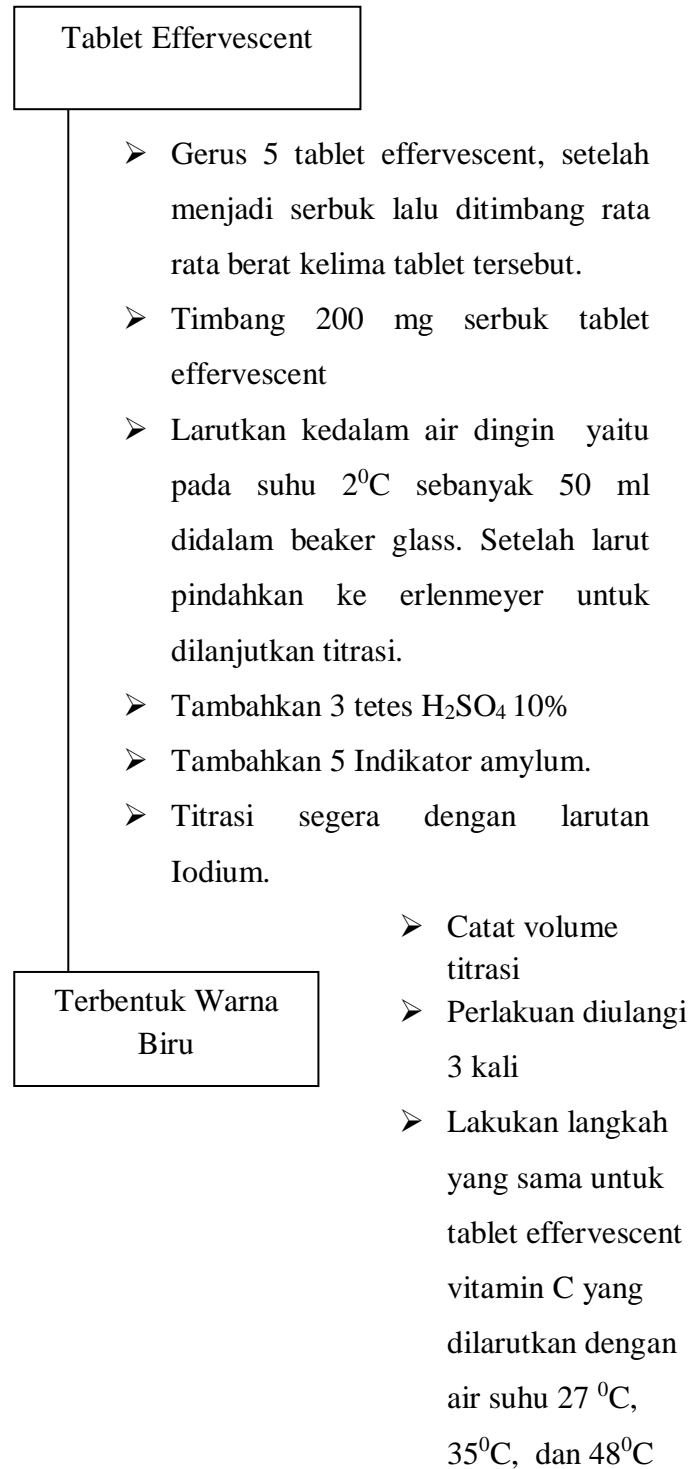 Tablet Effervescent
➢ Gerus 5 tablet effervescent, setelah
menjadi serbuk lalu ditimbang rata
rata berat kelima tablet tersebut.
➢ Timbang 200 mg serbuk tablet
effervescent
➢ Larutkan kedalam air dingin yaitu
pada suhu 2⁰C sebanyak 50 ml
didalam beaker glass. Setelah larut
pindahkan ke erlenmeyer untuk
dilanjutkan titrasi.
➢ Tambahkan 3 tetes H₂SO₄ 10%
➢ Tambahkan 5 Indikator amylum.
➢ Titrasi segera dengan larutan
Iodium.
Terbentuk Warna
Biru
➢ Catat volume
titrasi
➢ Perlakuan diulangi
3 kali
➢ Lakukan langkah
yang sama untuk
tablet effervescent
vitamin C yang
dilarutkan dengan
air suhu 27 ⁰C,
35⁰C, dan 48⁰C